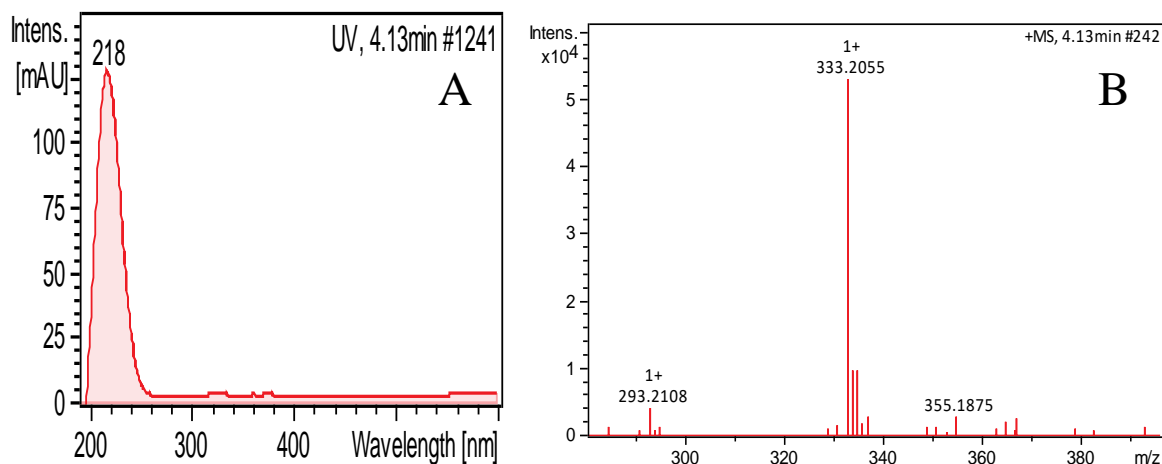 Intens.
[mAU]
218
UV, 4.13min #1241
A
100
75
50
25
0
200
300
400
Wavelength [nm]
Intens.
x10⁴
+MS, 4.13min #242
1+
333.2055
B
5
4
3
2
1
0
1+
293.2108
355.1875
300
320
340
360
380
m/z